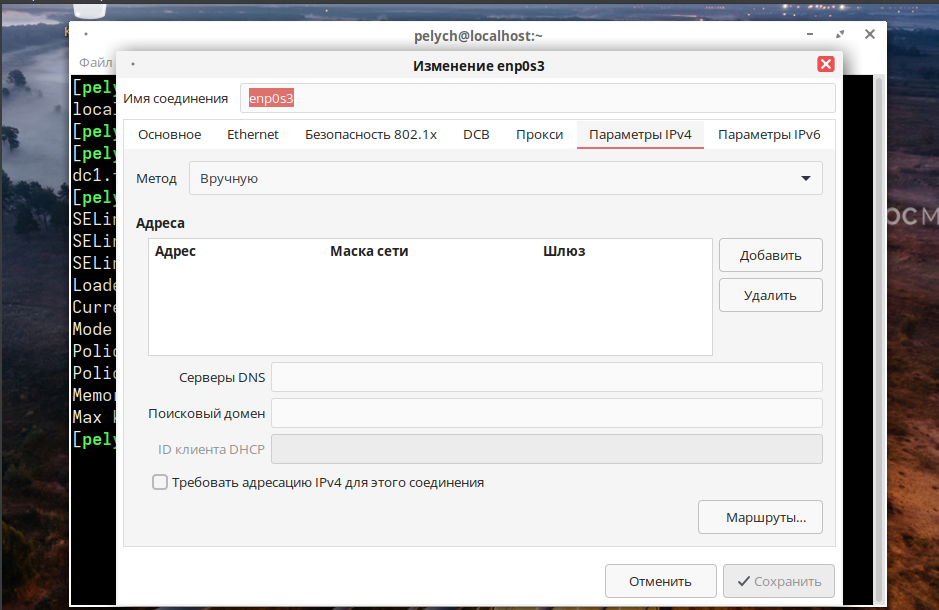 pelych@localhost:~
Файл
Изменение enp0s3
Имя соединения enp0s3
Основное Ethernet Безопасность 802.1x DCB Прокси Параметры IPv4 Параметры IPv6
Метод Вручную
Адреса
Адрес Маска сети Шлюз
Добавить
Удалить
Серверы DNS
Поисковый домен
ID клиента DHCP
Требовать адресацию IPv4 для этого соединения
Маршруты...
Отменить Сохранить
[pely
loca
[pely
[pely
dc1.
[pely
SELin
SELin
SELin
Loade
Curre
Mode
Polic
Polic
Memor
Max
[pely